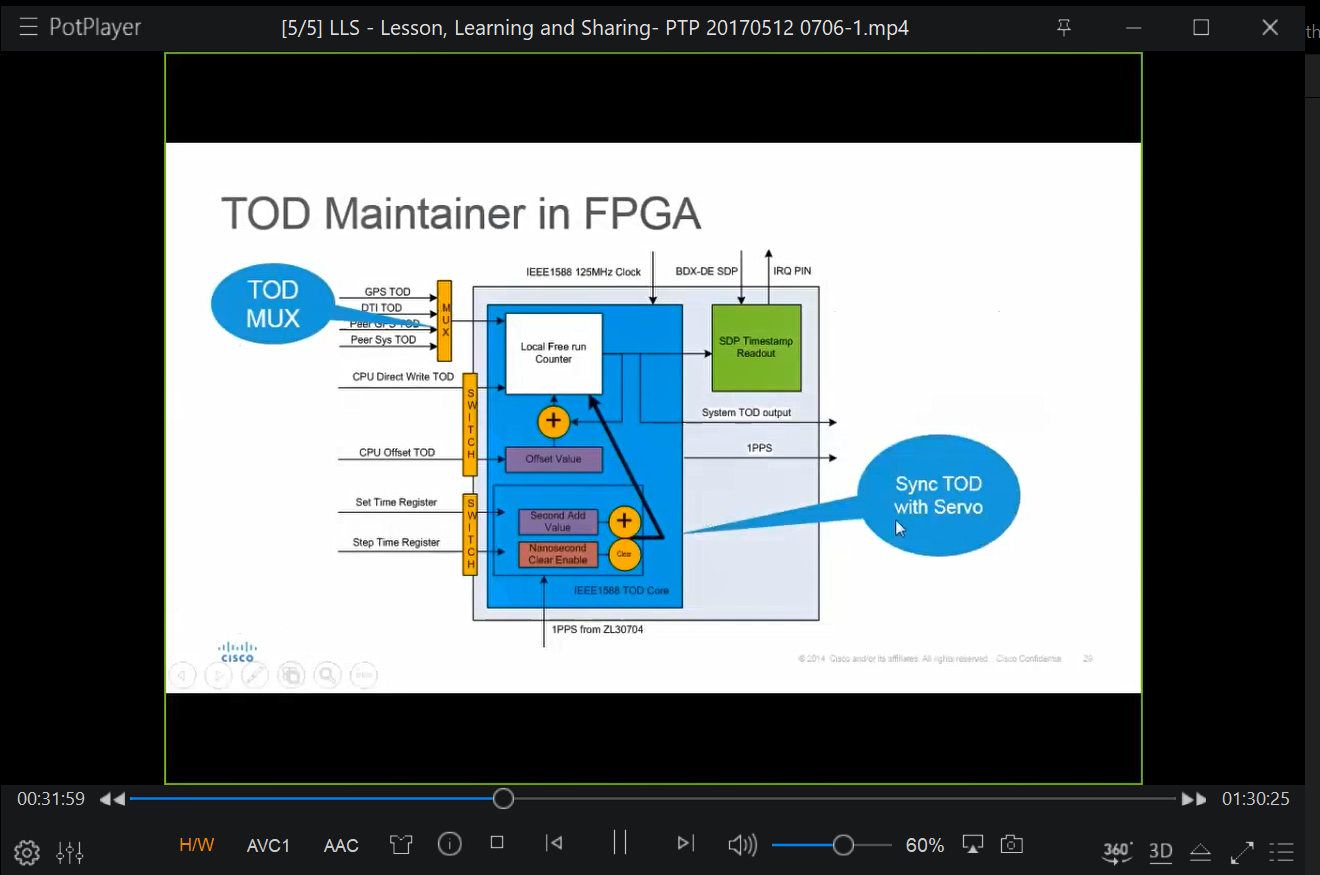 PotPlayer
[5/5] LLS - Lesson, Learning and Sharing- PTP 20170512 0706-1.mp4
th
TOD Maintainer in FPGA
TOD
MUX
GPS TOD
DTI TOD
Peer GPS TOD
Peer Sys TOD
MUX
CPU Direct Write TOD
CPU Offset TOD
SWITCH
Set Time Register
Step Time Register
SWITCH
IEEE1588 125MHz Clock
BDX-DE SDP
IRQ PIN
Local Free run
Counter
SDP Timestamp
Readout
+
Offset Value
System TOD output
1PPS
Second Add
Value
+
Nanosecond
Clear Enable
Clear
IEEE1588 TOD Core
1PPS from ZL30704
Sync TOD
with Servo
CISCO
© 2014 Cisco and/or its affiliates. All rights reserved. Cisco Confidential
29
00:31:59
01:30:25
H/W
AVC1
AAC
60%
360°
3D